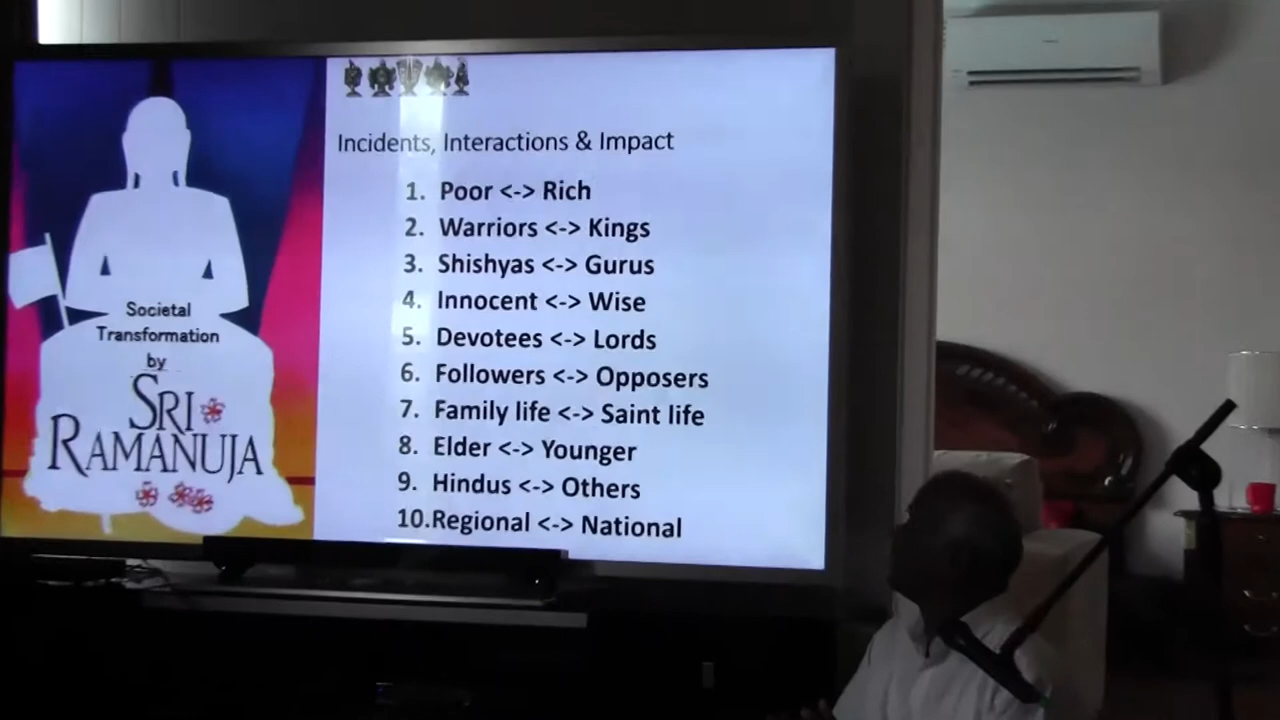 Societal
Transformation
by
SRI
RAMANUJA
Incidents, Interactions & Impact
1. Poor <-> Rich
2. Warriors <-> Kings
3. Shishyas <-> Gurus
4. Innocent <-> Wise
5. Devotees <-> Lords
6. Followers <-> Opposers
7. Family life <-> Saint life
8. Elder <-> Younger
9. Hindus <-> Others
10.Regional <-> National